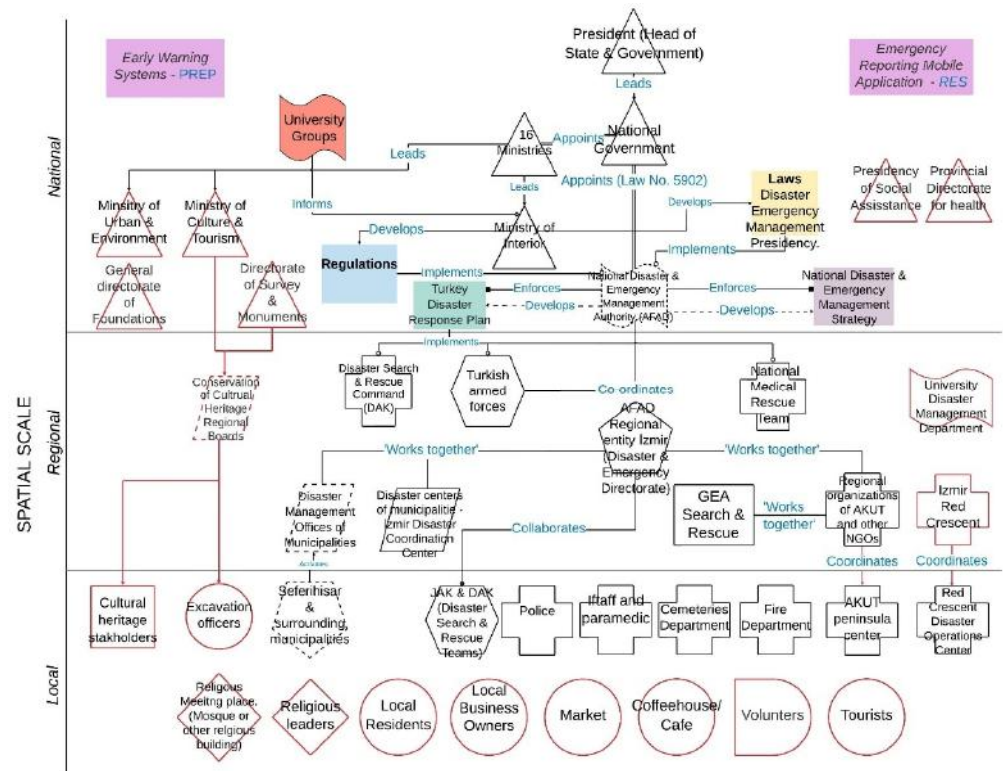 President (Head of
State & Government)
Early Warning
Systems - PREP
Emergency
Reporting Mobile
Application - RES
Leads
University
Groups
16
Ministries
Appoints
National
Government
Leads
Leads
Appoints (Law No. 5902)
Laws
Disaster
Emergency
Management
Presidency.
Presidency
of Social
Assisstance
Provincial
Directorate
for health
Minsitry of
Urban &
Environment
Ministry of
Culture &
Tourism
Informs
Develops
Develops
Ministry of
Interior
Implements
Regulations
General
directorate
of
Foundations
Directorate
of Survey &
Monuments
Implements
Turkey
Disaster
Response Plan
Enforces
Develops
National Disaster &
Emergency
Management
Authority (AFAD)
Enforces
Develops
National Disaster &
Emergency
Management
Strategy
National
Regional
Local
SPATIAL SCALE
Implements
Conservation
of Cultrual
Heritage
Regional
Boards
Disaster Search
& Rescue
Command
(DAK)
Turkish
armed
forces
Co-ordinates
National
Medical
Rescue
Team
University
Disaster
Management
Department
AFAD
Regional
entity İzmir
(Disaster &
Emergency
Directorate)
'Works together'
'Works together'
Disaster
Management
Offices of
Municipalities
Disaster centers
of municipalitie -
İzmir Disaster
Coordination
Center
Collaborates
GEA
Search &
Rescue
'Works
together'
Regional
organizations
of AKUT
and other
NGOs
Izmir
Red
Crescent
Coordinates
Coordinates
Cultural
heritage
stakholders
Excavation
officers
Seferihisar &
surrounding
municipalities
JAK & DAK
(Disaster
Search &
Rescue
Teams)
Police
Iftaff and
paramedic
Cemeteries
Department
Fire
Department
AKUT
peninsula
center
Red
Crescent
Disaster
Operations
Center
Religious
Meeitng place.
(Mosque or
other relgious
building)
Religious
leaders
Local
Residents
Local
Business
Owners
Market
Coffeehouse/
Cafe
Volunters
Tourists